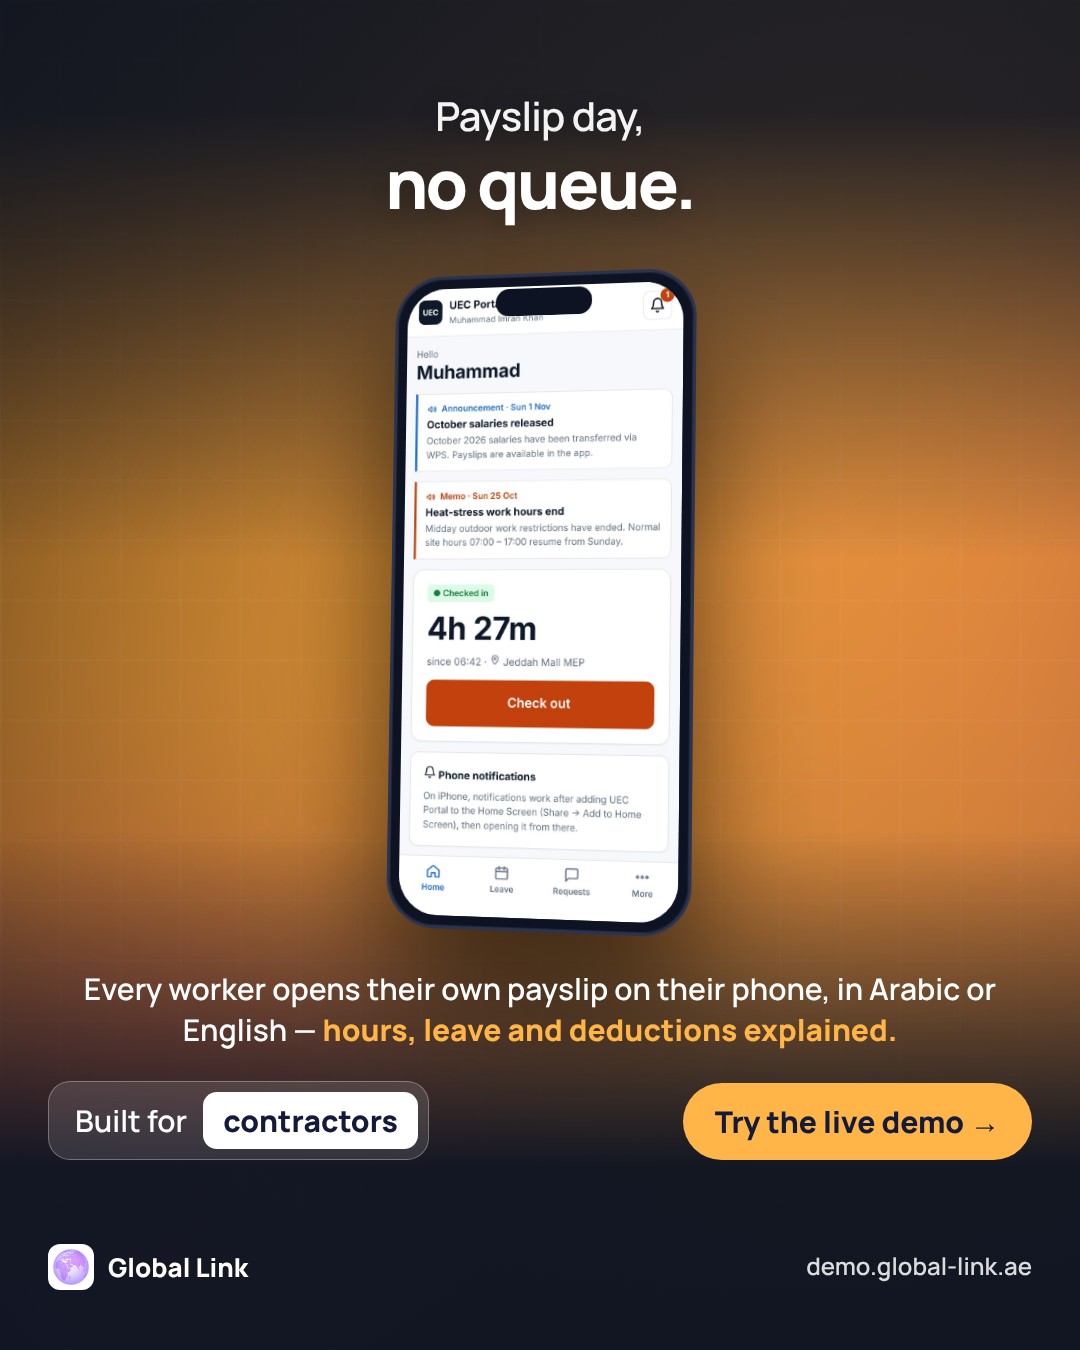 Payslip day,
no queue.
UEC
UEC Port
Muhammad Imran Khan
1
Hello
Muhammad
Announcement · Sun 1 Nov
October salaries released
October 2026 salaries have been transferred via
WPS. Payslips are available in the app.
Memo · Sun 25 Oct
Heat-stress work hours end
Midday outdoor work restrictions have ended. Normal
site hours 07:00 – 17:00 resume from Sunday.
Checked in
4h 27m
since 06:42 · Jeddah Mall MEP
Check out
Phone notifications
On iPhone, notifications work after adding UEC
Portal to the Home Screen (Share → Add to Home
Screen), then opening it from there.
Home Leave Requests More
Every worker opens their own payslip on their phone, in Arabic or
English — hours, leave and deductions explained.
Built for contractors
Try the live demo →
Global Link
demo.global-link.ae